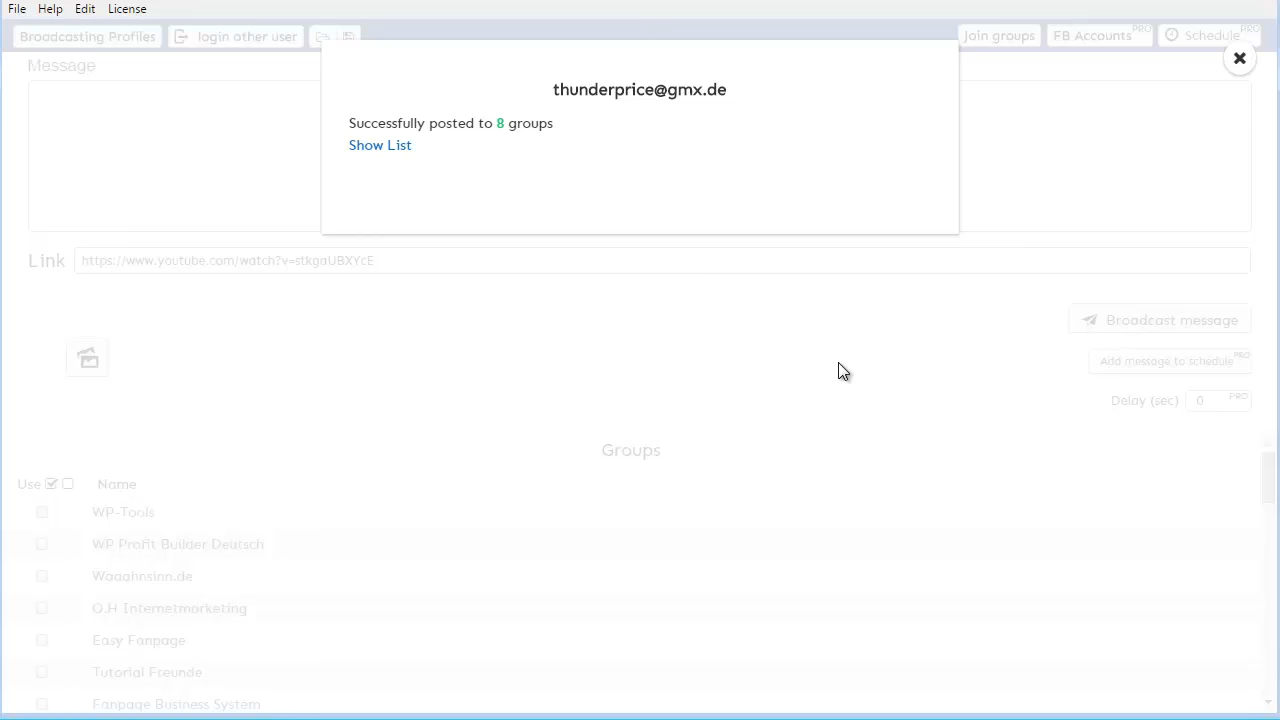 File Help Edit License
Broadcasting Profiles login other user Join groups FB Accounts PRO Schedule PRO
Message
thunderprice@gmx.de
Successfully posted to 8 groups
Show List
Link https://www.youtube.com/watch?v=stkgaUBXYcE
Broadcast message
Add message to schedule PRO
Delay (sec) 0 PRO
Groups
Use Name
WP-Tools
WP Profit Builder Deutsch
Waaahnsinn.de
O.H Internetmorketing
Easy Fanpage
Tutorial Freunde
Fanpage Business System